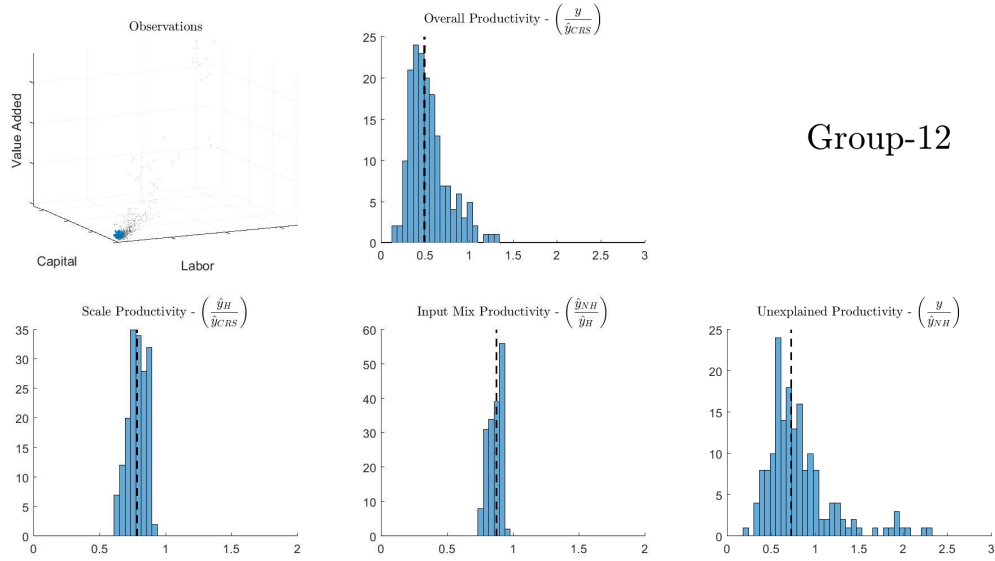 Observations
Value Added
Capital
Labor
Overall Productivity - (y / ŷ_CRS)
25
20
15
10
5
0
0 0.5 1 1.5 2 2.5 3
Group-12
Scale Productivity - (ŷ_H / ŷ_CRS)
35
30
25
20
15
10
5
0
0 0.5 1 1.5 2
Input Mix Productivity - (ŷ_NH / ŷ_H)
60
50
40
30
20
10
0
0 0.5 1 1.5 2
Unexplained Productivity - (y / ŷ_NH)
25
20
15
10
5
0
0 0.5 1 1.5 2 2.5 3